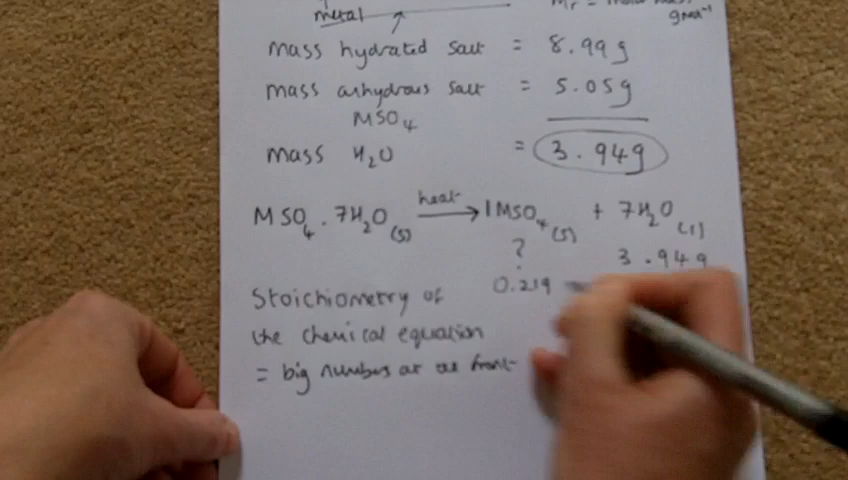 metal
gmol⁻¹
mass hydrated salt = 8.99g
mass anhydrous salt = 5.05g
MSO₄
mass H₂O = 3.94g
heat
MSO₄.7H₂O(s) → 1MSO₄(s) + 7H₂O(l)
? 3.94g
0.219
Stoichiometry of
the chemical equation
= big numbers at the front